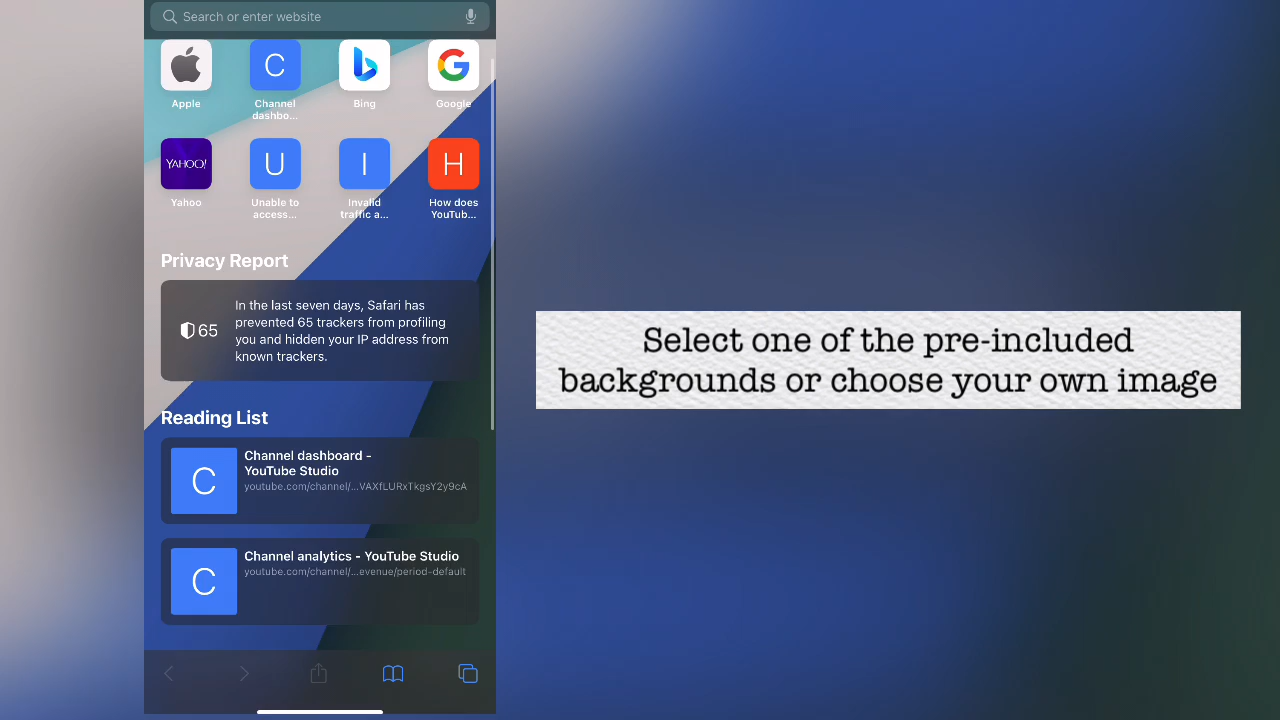 Search or enter website
C
G
Apple
Channel
dashbo...
Bing
Google
YAHOO!
U
I
H
Yahoo
Unable to
access...
Invalid
traffic a...
How does
YouTub...
Privacy Report
65
In the last seven days, Safari has
prevented 65 trackers from profiling
you and hidden your IP address from
known trackers.
Reading List
C
Channel dashboard -
YouTube Studio
youtube.com/channel/...VAXfLURxTkgsY2y9cA
C
Channel analytics - YouTube Studio
youtube.com/channel/...evenue/period-default
Select one of the pre-included
backgrounds or choose your own image